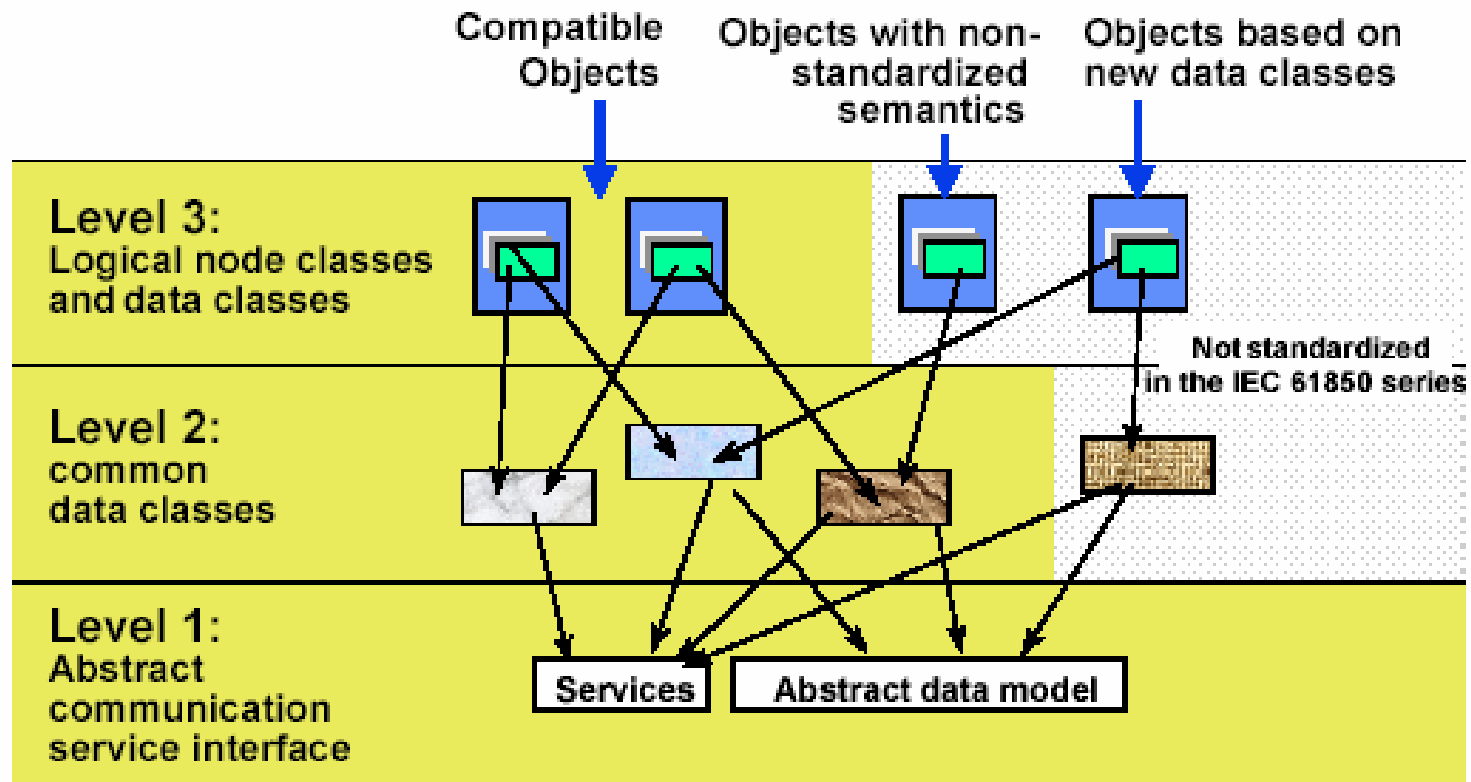 Compatible
Objects
Objects with non-
standardized
semantics
Objects based on
new data classes
Level 3:
Logical node classes
and data classes
Not standardized
in the IEC 61850 series
Level 2:
common
data classes
Level 1:
Abstract
communication
service interface
Services
Abstract data model